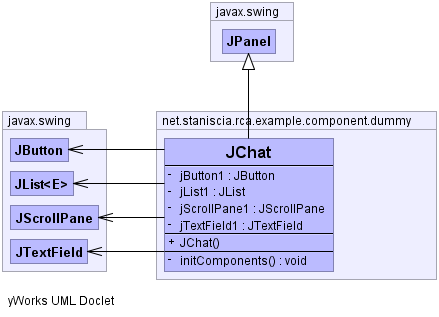 javax.swing
JPanel
javax.swing
JButton
JList<E>
JScrollPane
JTextField
net.staniscia.rca.example.component.dummy
JChat
- jButton1 : JButton
- jList1 : JList
- jScrollPane1 : JScrollPane
- jTextField1 : JTextField
+ JChat()
- initComponents() : void
yWorks UML Doclet